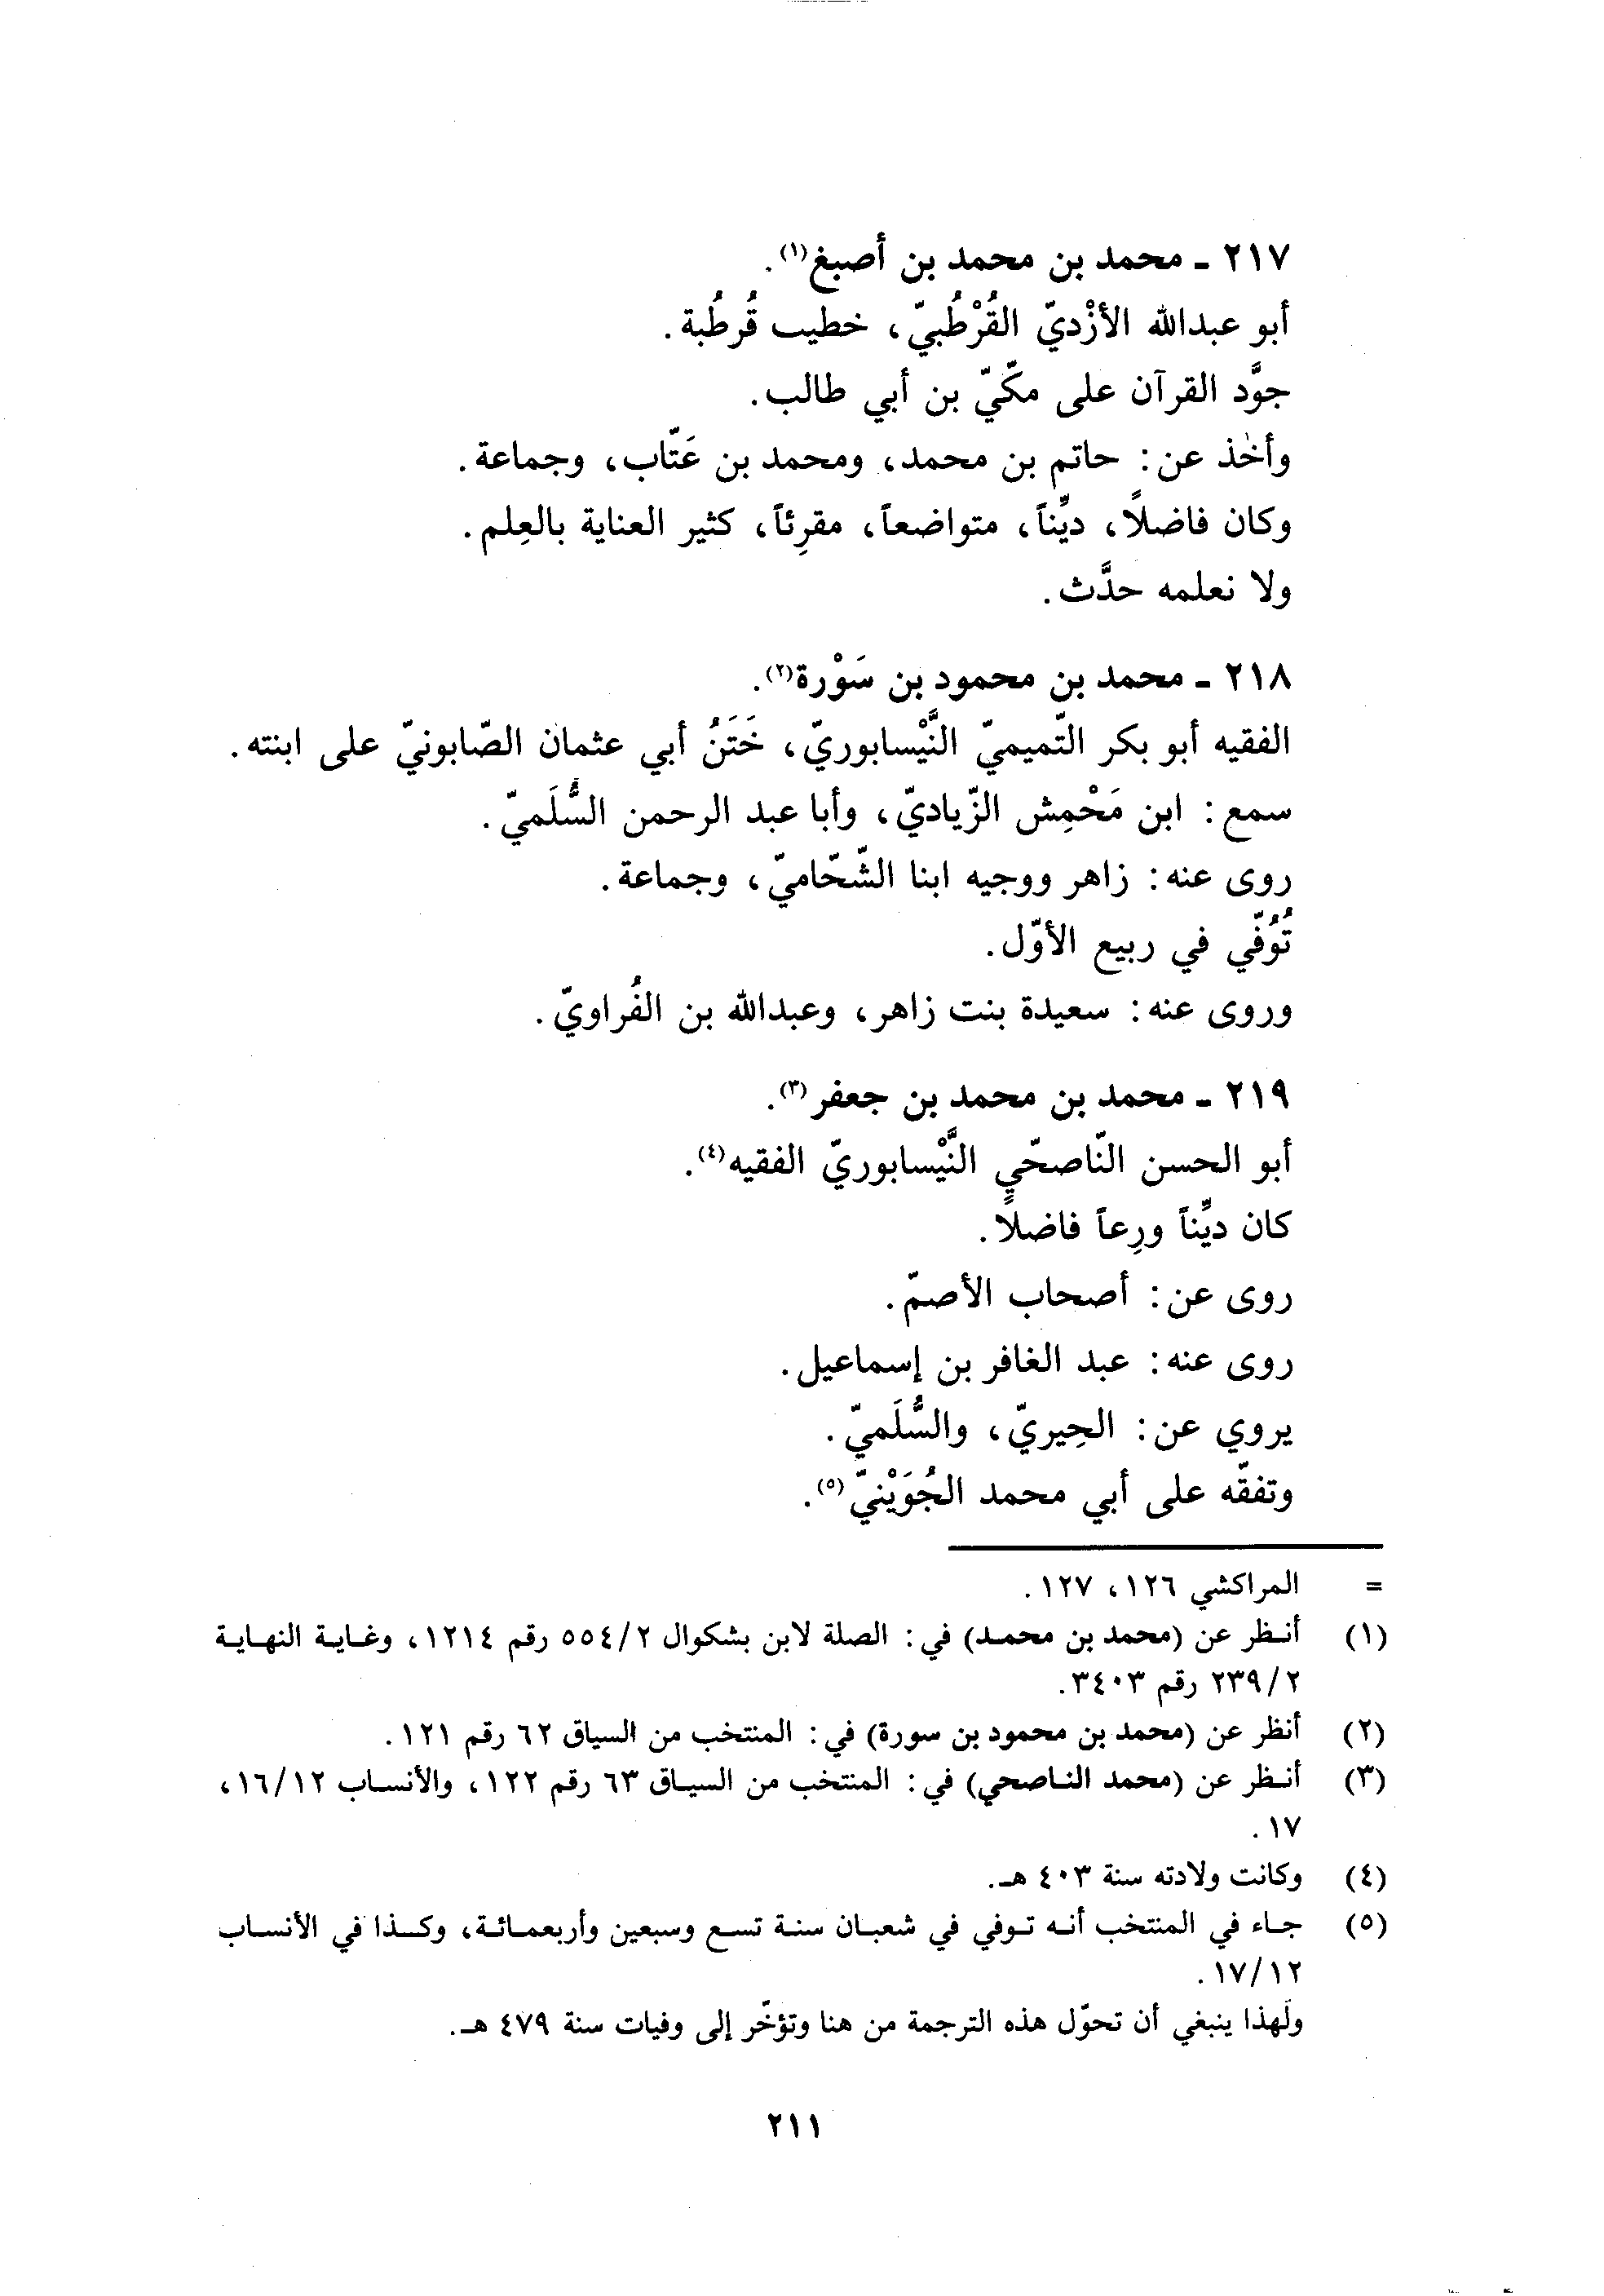 ٢١٧ ـ محمد بن محمد بن أصبغ(١).
أبو عبدالله الأزْديّ القُرْطُبيّ، خطيب قُرطُبة.
جوَّد القرآن على مكّيّ بن أبي طالب.
وأخذ عن: حاتم بن محمد، ومحمد بن عَتّاب، وجماعة.
وكان فاضلًا، ديِّناً، متواضعاً، مقرِئاً، كثير العناية بالعِلم.
ولا نعلمه حدَّث.
٢١٨ ـ محمد بن محمود بن سَوْرة(٢).
الفقيه أبو بكر التّميميّ النَّيْسابوريّ، خَتَنُ أبي عثمان الصّابونيّ على ابنته.
سمع: ابن مَحْمِش الزّياديّ، وأبا عبد الرحمن السُّلَميّ.
روى عنه: زاهر ووجيه ابنا الشّحّاميّ، وجماعة.
تُوُفّي في ربيع الأوّل.
وروى عنه: سعيدة بنت زاهر، وعبدالله بن الفُراويّ.
٢١٩ ـ محمد بن محمد بن جعفر(٣).
أبو الحسن النّاصحّي النَّيْسابوريّ الفقيه(٤).
كان ديِّناً ورِعاً فاضلًا.
روى عن: أصحاب الأصمّ.
روى عنه: عبد الغافر بن إسماعيل.
يروي عن: الحِيريّ، والسُّلَميّ.
وتفقّه على أبي محمد الجُوَيْنيّ(٥).
= المراكشي ١٢٦، ١٢٧.
(١) أنظر عن (محمد بن محمد) في: الصلة لابن بشكوال ٢/ ٥٥٤ رقم ١٢١٤، وغاية النهاية
٢/ ٢٣٩ رقم ٣٤٠٣.
(٢) أنظر عن (محمد بن محمود بن سورة) في: المنتخب من السياق ٦٢ رقم ١٢١.
(٣) أنظر عن (محمد الناصحي) في: المنتخب من السياق ٦٣ رقم ١٢٢، والأنساب ١٢/ ١٦،
١٧.
(٤) وكانت ولادته سنة ٤٠٣ هـ.
(٥) جاء في المنتخب أنه توفي في شعبان سنة تسع وسبعين وأربعمائة، وكذا في الأنساب
١٢/ ١٧.
ولهذا ينبغي أن تحوّل هذه الترجمة من هنا وتؤخّر إلى وفيات سنة ٤٧٩ هـ.
٢١١